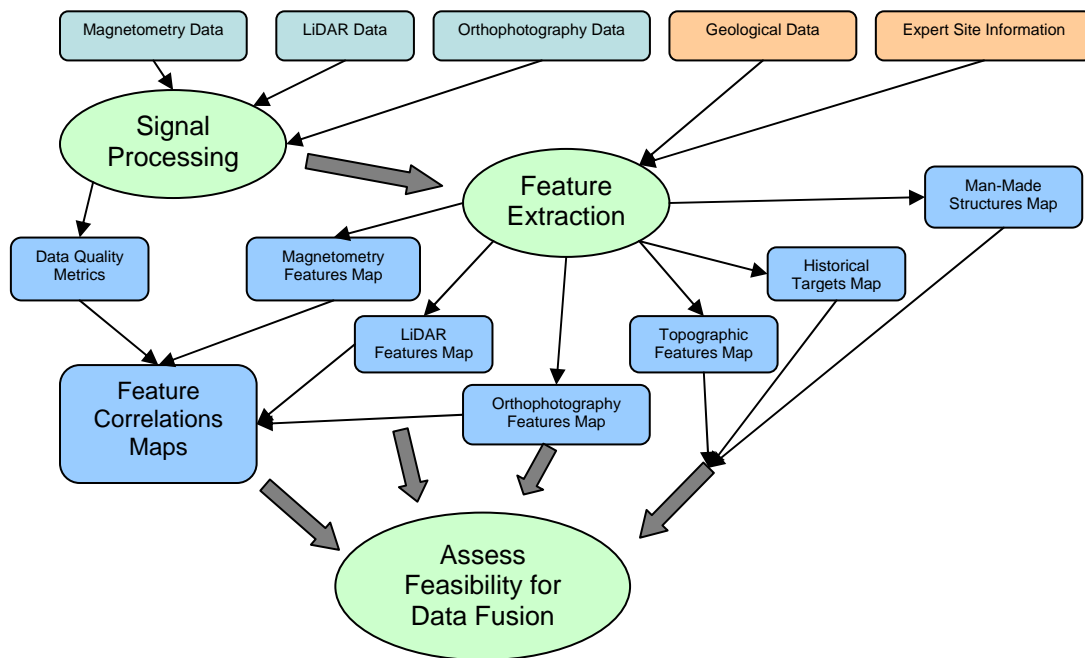 Magnetometry Data
LiDAR Data
Orthophotography Data
Geological Data
Expert Site Information
Signal
Processing
Feature
Extraction
Man-Made
Structures Map
Data Quality
Metrics
Magnetometry
Features Map
Historical
Targets Map
LiDAR
Features Map
Topographic
Features Map
Feature
Correlations
Maps
Orthophotography
Features Map
Assess
Feasibility for
Data Fusion